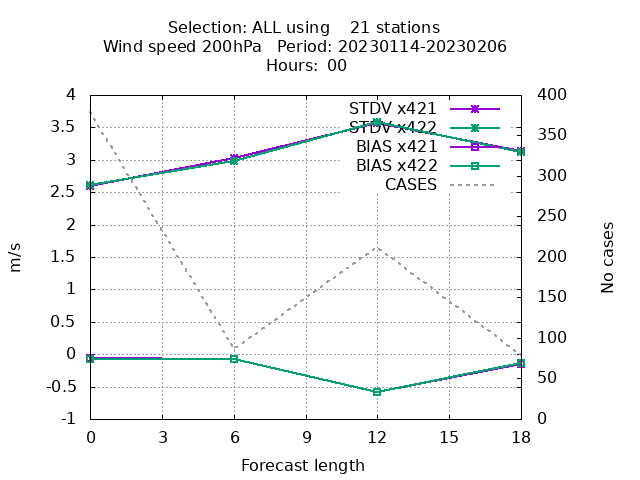 Selection: ALL using    21 stations
Wind speed 200hPa   Period: 20230114-20230206
Hours:  00
4 400
STDV x421
3.5 STDV x422 350
BIAS x421
3 BIAS x422 300
CASES
2.5 250
2
1.5 200
1 150
0.5 100
0
-0.5 50
-1 0
m/s
No cases
0 3 6 9 12 15 18
Forecast length